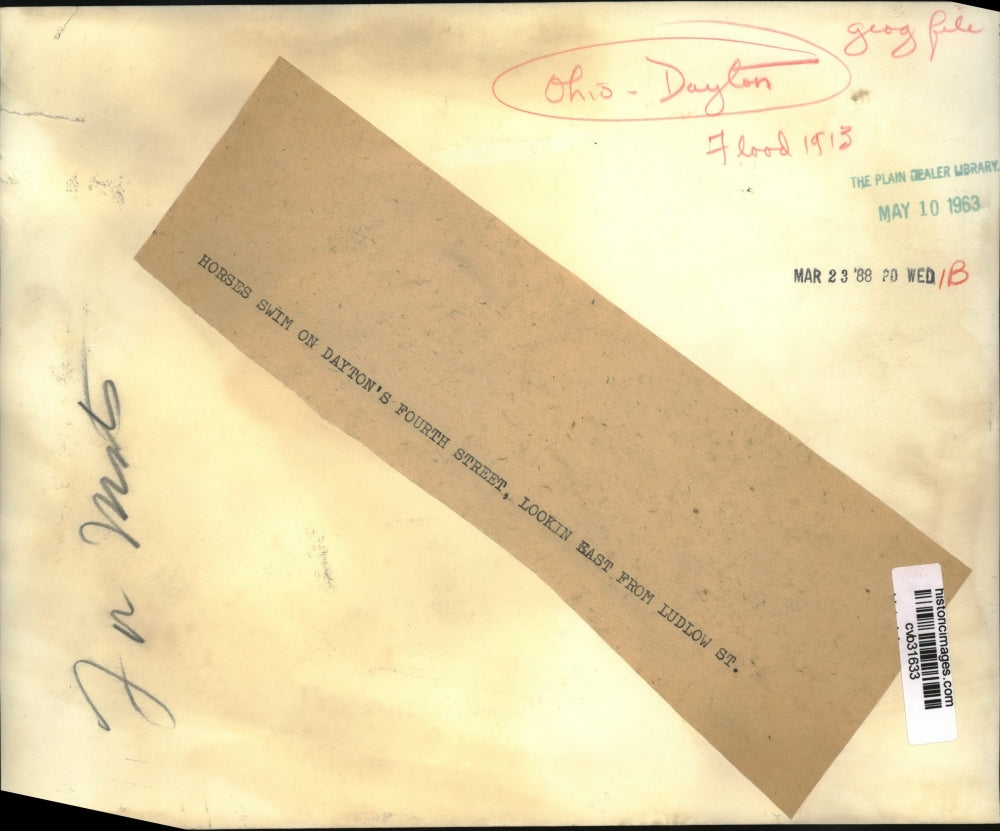 geog file
Ohio - Dayton
Flood 1913
THE PLAIN DEALER LIBRARY
MAY 10 1963
MAR 23 '88 PD WED 1B
HORSES SWIM ON DAYTON'S FOURTH STREET, LOOKIN EAST FROM LUDLOW ST.
historicimages.com
cvb31633